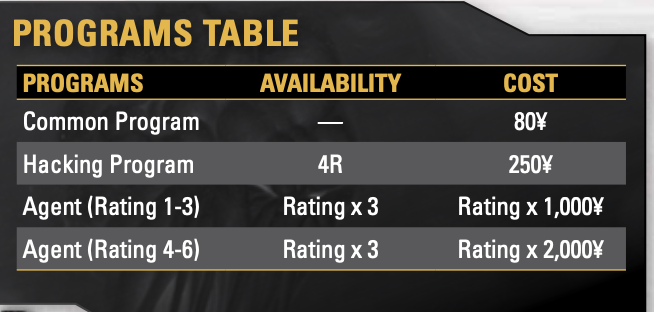 PROGRAMS TABLE
PROGRAMS AVAILABILITY COST
Common Program — 80¥
Hacking Program 4R 250¥
Agent (Rating 1-3) Rating x 3 Rating x 1,000¥
Agent (Rating 4-6) Rating x 3 Rating x 2,000¥